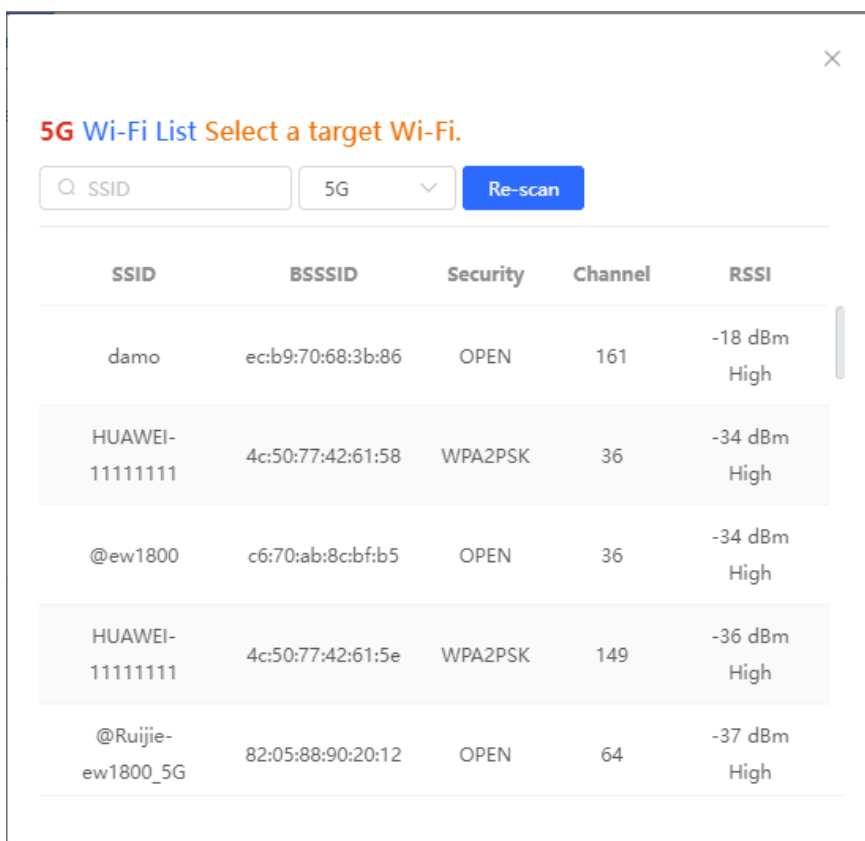 5G Wi-Fi List Select a target Wi-Fi.
SSID 5G Re-scan
SSID BSSSID Security Channel RSSI
damo ec:b9:70:68:3b:86 OPEN 161 -18 dBm High
HUAWEI-11111111 4c:50:77:42:61:58 WPA2PSK 36 -34 dBm High
@ew1800 c6:70:ab:8c:bf:b5 OPEN 36 -34 dBm High
HUAWEI-11111111 4c:50:77:42:61:5e WPA2PSK 149 -36 dBm High
@Ruijie-ew1800_5G 82:05:88:90:20:12 OPEN 64 -37 dBm High